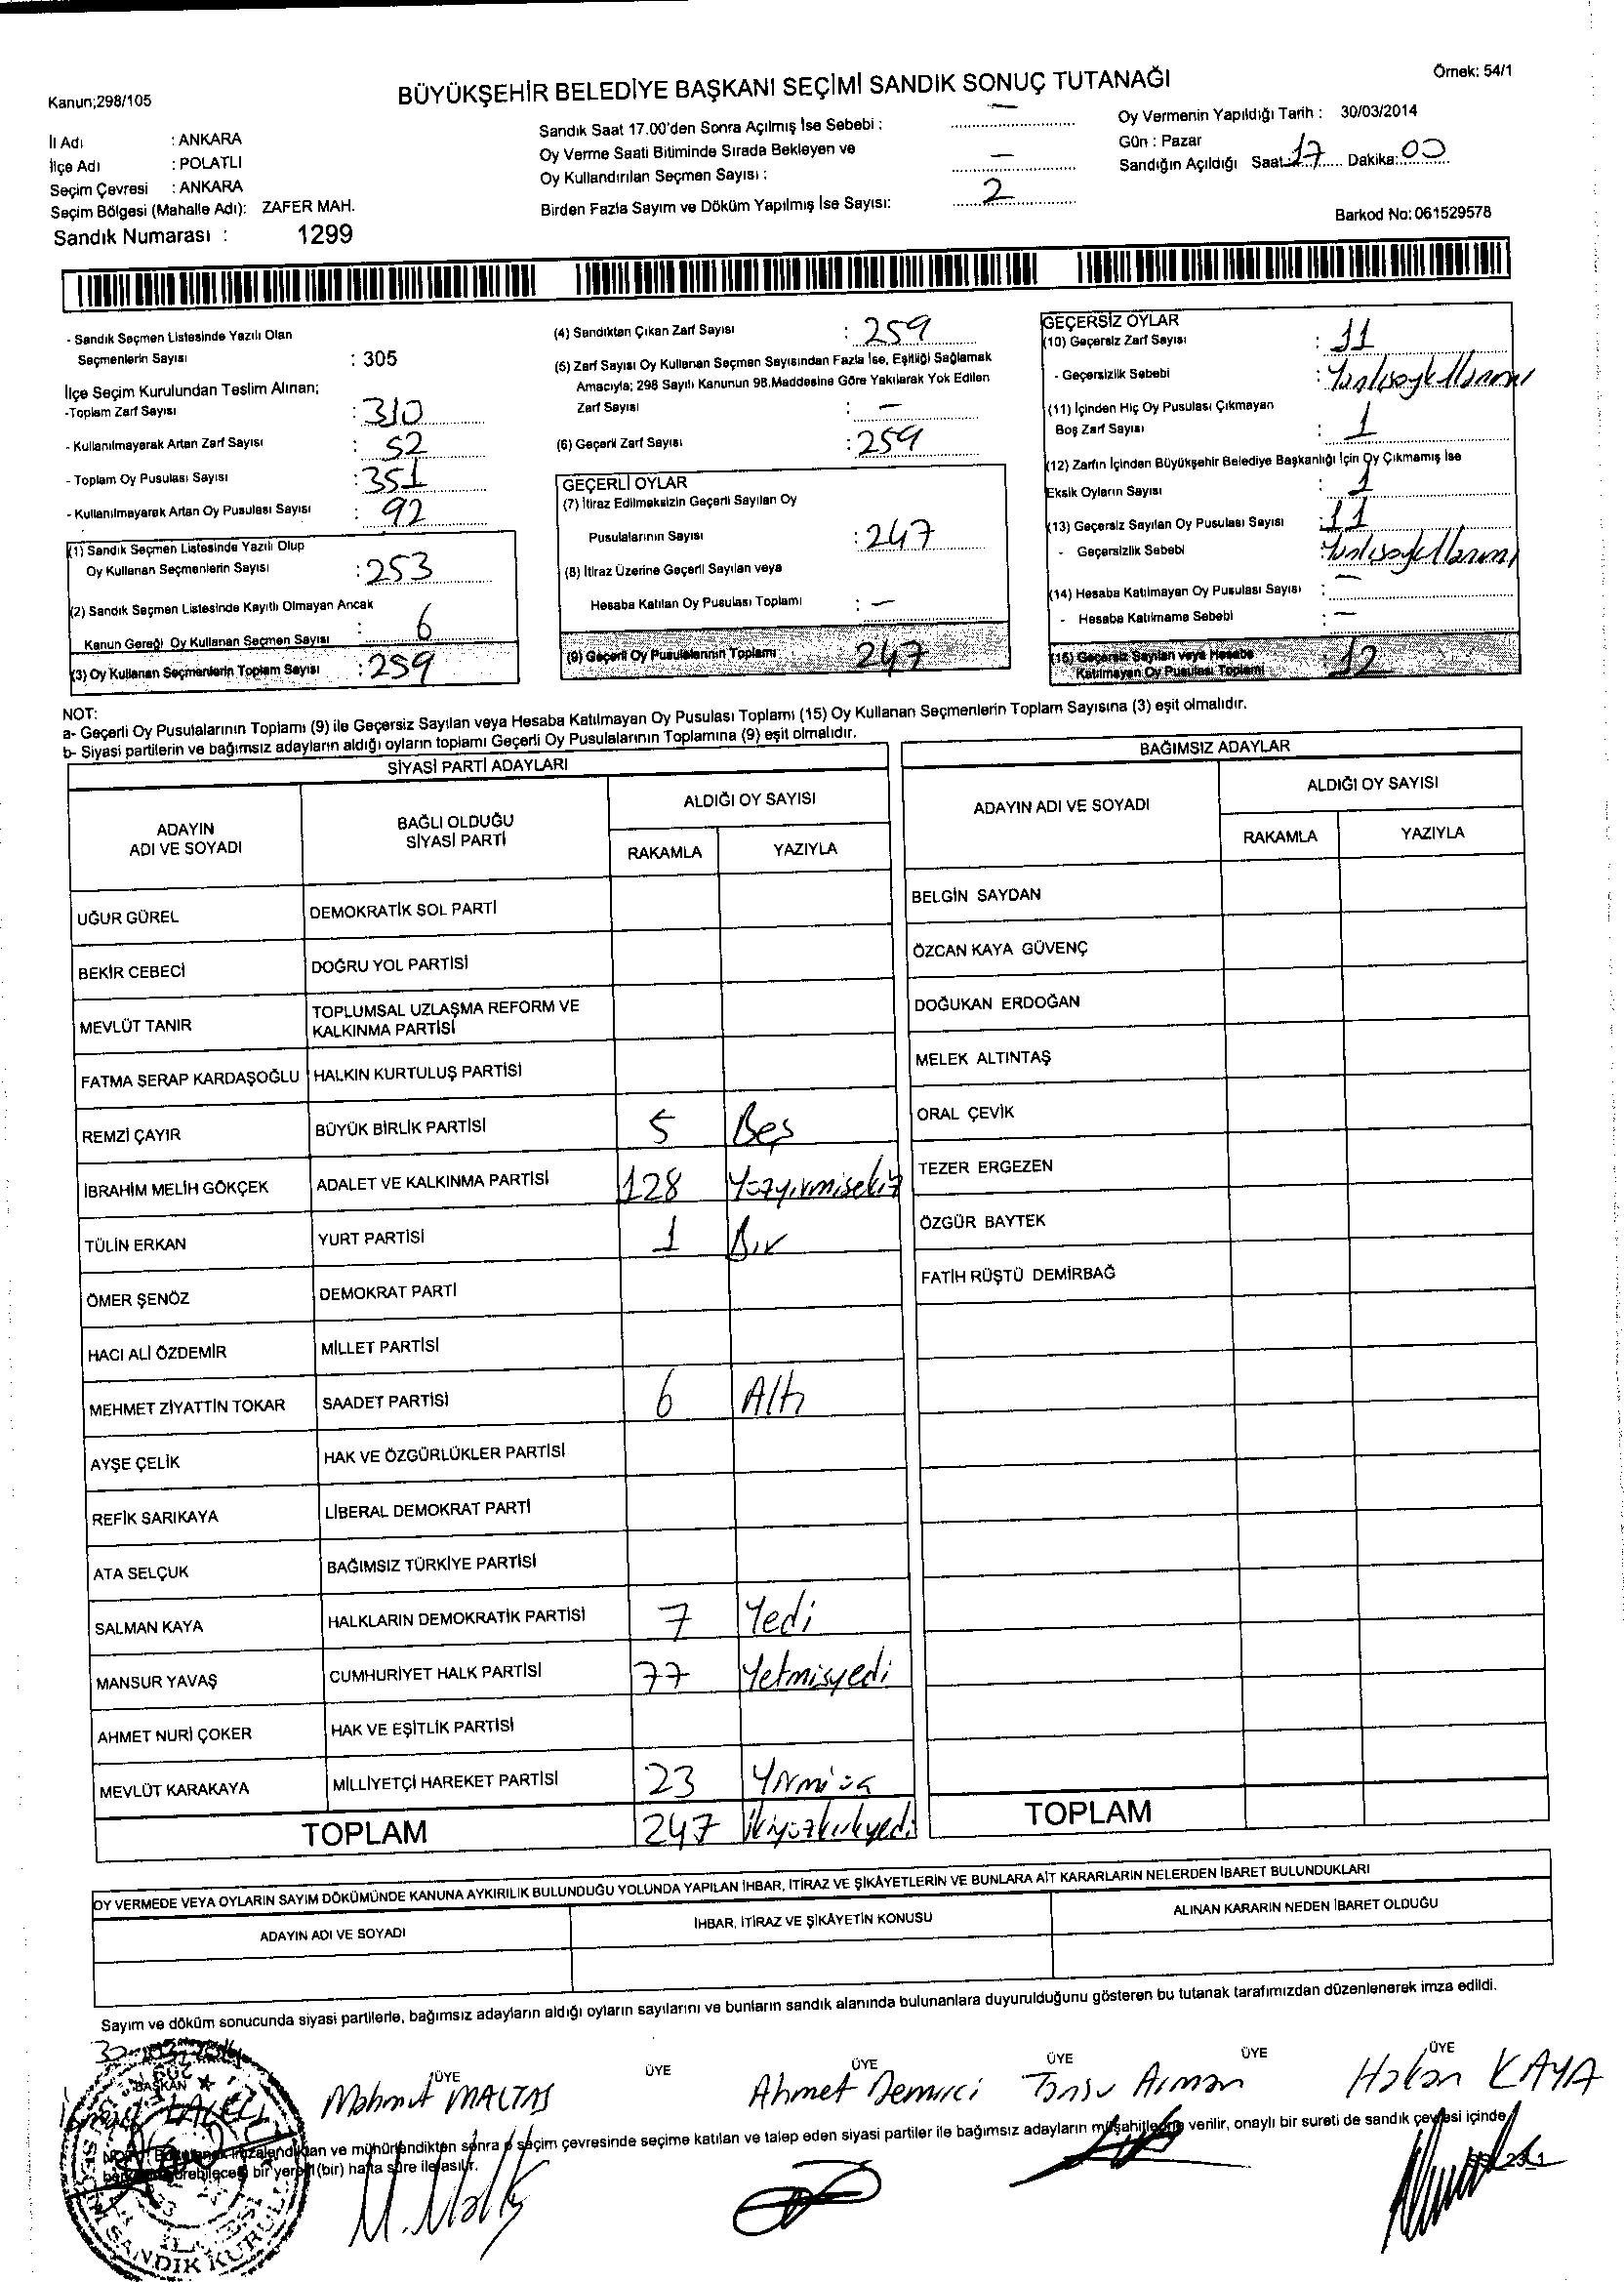 Kanun;298/105
BÜYÜKŞEHİR BELEDİYE BAŞKANI SEÇİMİ SANDIK SONUÇ TUTANAĞI
Örnek: 54/1
İl Adı : ANKARA
İlçe Adı : POLATLI
Seçim Çevresi : ANKARA
Seçim Bölgesi (Mahalle Adı): ZAFER MAH.
Sandık Numarası : 1299
Sandık Saat 17.00'den Sonra Açılmış İse Sebebi : —
Oy Verme Saati Bitiminde Sırada Bekleyen ve
Oy Kullandırılan Seçmen Sayısı : —
Birden Fazla Sayım ve Döküm Yapılmış İse Sayısı: 2
Oy Vermenin Yapıldığı Tarih : 30/03/2014
Gün : Pazar
Sandığın Açıldığı Saat: 17 Dakika: 00
Barkod No: 061529578
- Sandık Seçmen Listesinde Yazılı Olan
Seçmenlerin Sayısı : 305
İlçe Seçim Kurulundan Teslim Alınan;
-Toplam Zarf Sayısı : 310
- Kullanılmayarak Artan Zarf Sayısı : 52
- Toplam Oy Pusulası Sayısı : 351
- Kullanılmayarak Artan Oy Pusulası Sayısı : 92
(1) Sandık Seçmen Listesinde Yazılı Olup
Oy Kullanan Seçmenlerin Sayısı : 253
(2) Sandık Seçmen Listesinde Kayıtlı Olmayan Ancak
Kanun Gereği Oy Kullanan Seçmen Sayısı : 6
(3) Oy Kullanan Seçmenlerin Toplam Sayısı : 259
(4) Sandıktan Çıkan Zarf Sayısı : 259
(5) Zarf Sayısı Oy Kullanan Seçmen Sayısından Fazla İse, Eşitliği Sağlamak
Amacıyla; 298 Sayılı Kanunun 98.Maddesine Göre Yakılarak Yok Edilen
Zarf Sayısı : —
(6) Geçerli Zarf Sayısı : 259
GEÇERLİ OYLAR
(7) İtiraz Edilmeksizin Geçerli Sayılan Oy
Pusulalarının Sayısı : 247
(8) İtiraz Üzerine Geçerli Sayılan veya
Hesaba Katılan Oy Pusulası Toplamı : —
(9) Geçerli Oy Pusulalarının Toplamı : 247
GEÇERSİZ OYLAR
(10) Geçersiz Zarf Sayısı : 11
- Geçersizlik Sebebi :
(11) İçinden Hiç Oy Pusulası Çıkmayan
Boş Zarf Sayısı : 1
(12) Zarfın İçinden Büyükşehir Belediye Başkanlığı İçin Oy Çıkmamış İse
Eksik Oyların Sayısı : 1
(13) Geçersiz Sayılan Oy Pusulası Sayısı : 11
- Geçersizlik Sebebi :
(14) Hesaba Katılmayan Oy Pusulası Sayısı : —
- Hesaba Katılmama Sebebi : —
(15) Geçersiz Sayılan veya Hesaba
Katılmayan Oy Pusulası Toplamı : 12
NOT:
a- Geçerli Oy Pusulalarının Toplamı (9) ile Geçersiz Sayılan veya Hesaba Katılmayan Oy Pusulası Toplamı (15) Oy Kullanan Seçmenlerin Toplam Sayısına (3) eşit olmalıdır.
b- Siyasi partilerin ve bağımsız adayların aldığı oyların toplamı Geçerli Oy Pusulalarının Toplamına (9) eşit olmalıdır.
SİYASİ PARTİ ADAYLARI
ADAYIN ADI VE SOYADI
BAĞLI OLDUĞU SİYASİ PARTİ
ALDIĞI OY SAYISI
RAKAMLA YAZIYLA
UĞUR GÜREL DEMOKRATİK SOL PARTİ
BEKİR CEBECİ DOĞRU YOL PARTİSİ
MEVLÜT TANIR TOPLUMSAL UZLAŞMA REFORM VE KALKINMA PARTİSİ
FATMA SERAP KARDAŞOĞLU HALKIN KURTULUŞ PARTİSİ
REMZİ ÇAYIR BÜYÜK BİRLİK PARTİSİ 5 Beş
İBRAHİM MELİH GÖKÇEK ADALET VE KALKINMA PARTİSİ 128 Yüzyirmisekiz
TÜLİN ERKAN YURT PARTİSİ 1 Bir
ÖMER ŞENÖZ DEMOKRAT PARTİ
HACI ALİ ÖZDEMİR MİLLET PARTİSİ
MEHMET ZİYATTİN TOKAR SAADET PARTİSİ 6 Altı
AYŞE ÇELİK HAK VE ÖZGÜRLÜKLER PARTİSİ
REFİK SARIKAYA LİBERAL DEMOKRAT PARTİ
ATA SELÇUK BAĞIMSIZ TÜRKİYE PARTİSİ
SALMAN KAYA HALKLARIN DEMOKRATİK PARTİSİ 7 Yedi
MANSUR YAVAŞ CUMHURİYET HALK PARTİSİ 77 Yetmişyedi
AHMET NURİ ÇOKER HAK VE EŞİTLİK PARTİSİ
MEVLÜT KARAKAYA MİLLİYETÇİ HAREKET PARTİSİ 23 Yirmiüç
TOPLAM 247 İkiyüzkırkyedi
BAĞIMSIZ ADAYLAR
ADAYIN ADI VE SOYADI
ALDIĞI OY SAYISI
RAKAMLA YAZIYLA
BELGİN SAYDAN
ÖZCAN KAYA GÜVENÇ
DOĞUKAN ERDOĞAN
MELEK ALTINTAŞ
ORAL ÇEVİK
TEZER ERGEZEN
ÖZGÜR BAYTEK
FATİH RÜŞTÜ DEMİRBAĞ
TOPLAM
OY VERMEDE VEYA OYLARIN SAYIM DÖKÜMÜNDE KANUNA AYKIRILIK BULUNDUĞU YOLUNDA YAPILAN İHBAR, İTİRAZ VE ŞİKÂYETLERİN VE BUNLARA AİT KARARLARIN NELERDEN İBARET BULUNDUKLARI
ADAYIN ADI VE SOYADI
İHBAR, İTİRAZ VE ŞİKÂYETİN KONUSU
ALINAN KARARIN NEDEN İBARET OLDUĞU
Sayım ve döküm sonucunda siyasi partilerle, bağımsız adayların aldığı oyların sayılarını ve bunların sandık alanında bulunanlara duyurulduğunu gösteren bu tutanak tarafımızdan düzenlenerek imza edildi.
BAŞKAN ÜYE ÜYE ÜYE ÜYE ÜYE ÜYE
Mahmut MALTAŞ Ahmet Demirci Tansu Arman Hakan KAYA
ve mühürlendikten sonra o seçim çevresinde seçime katılan ve talep eden siyasi partiler ile bağımsız adayların müşahitlerine verilir, onaylı bir sureti de sandık çevresi içinde
bir yere (bir) hafta süre ile asılır.
SANDIK KURULU